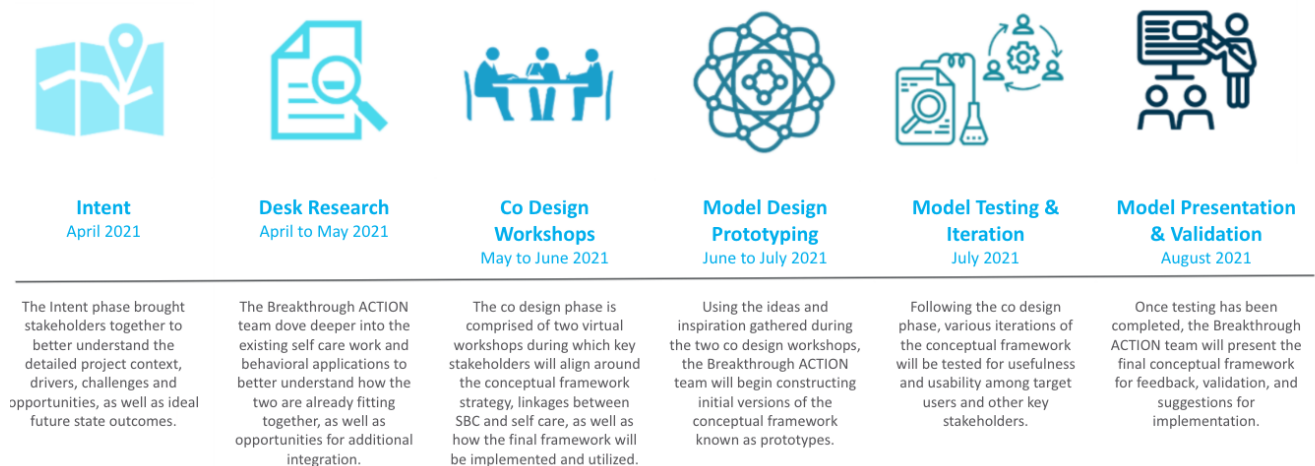 Intent
April 2021
Desk Research
April to May 2021
Co Design
Workshops
May to June 2021
Model Design
Prototyping
June to July 2021
Model Testing &
Iteration
July 2021
Model Presentation
& Validation
August 2021
The Intent phase brought
stakeholders together to
better understand the
detailed project context,
drivers, challenges and
opportunities, as well as ideal
future state outcomes.
The Breakthrough ACTION
team dove deeper into the
existing self care work and
behavioral applications to
better understand how the
two are already fitting
together, as well as
opportunities for additional
integration.
The co design phase is
comprised of two virtual
workshops during which key
stakeholders will align around
the conceptual framework
strategy, linkages between
SBC and self care, as well as
how the final framework will
be implemented and utilized.
Using the ideas and
inspiration gathered during
the two co design workshops,
the Breakthrough ACTION
team will begin constructing
initial versions of the
conceptual framework
known as prototypes.
Following the co design
phase, various iterations of
the conceptual framework
will be tested for usefulness
and usability among target
users and other key
stakeholders.
Once testing has been
completed, the Breakthrough
ACTION team will present the
final conceptual framework
for feedback, validation, and
suggestions for
implementation.